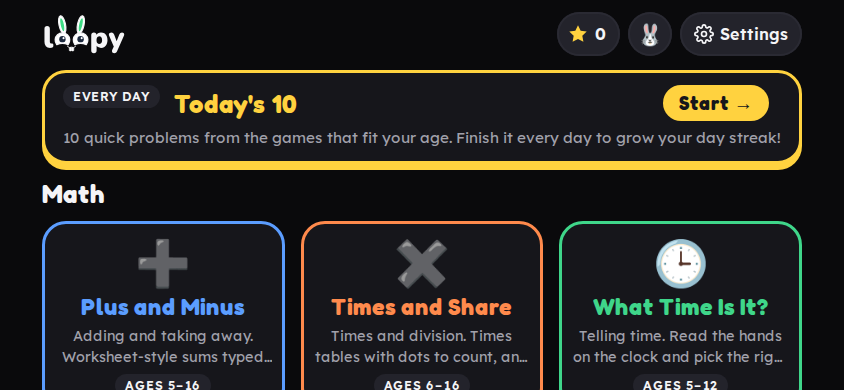 loopy
0
Settings
EVERY DAY
Today's 10
Start →
10 quick problems from the games that fit your age. Finish it every day to grow your day streak!
Math
Plus and Minus
Adding and taking away.
Worksheet-style sums typed…
AGES 5–16
Times and Share
Times and division. Times
tables with dots to count, an…
AGES 6–16
What Time Is It?
Telling time. Read the hands
on the clock and pick the rig…
AGES 5–12